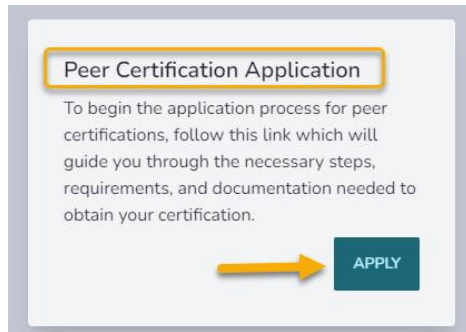 Peer Certification Application
To begin the application process for peer
certifications, follow this link which will
guide you through the necessary steps,
requirements, and documentation needed to
obtain your certification.
APPLY